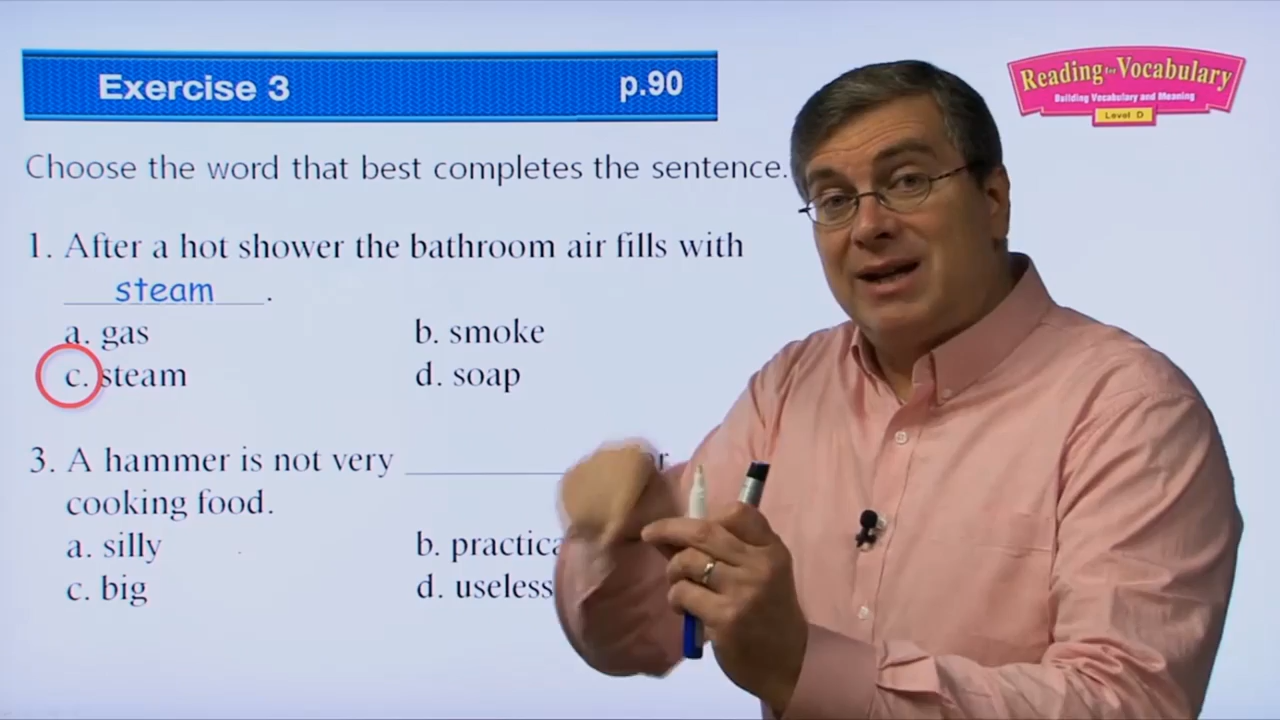 Exercise 3 p.90
Reading for Vocabulary
Building Vocabulary and Meaning
Level D
Choose the word that best completes the sentence.
1. After a hot shower the bathroom air fills with
steam.
a. gas b. smoke
c. steam d. soap
3. A hammer is not very
cooking food.
a. silly
c. big d. useless